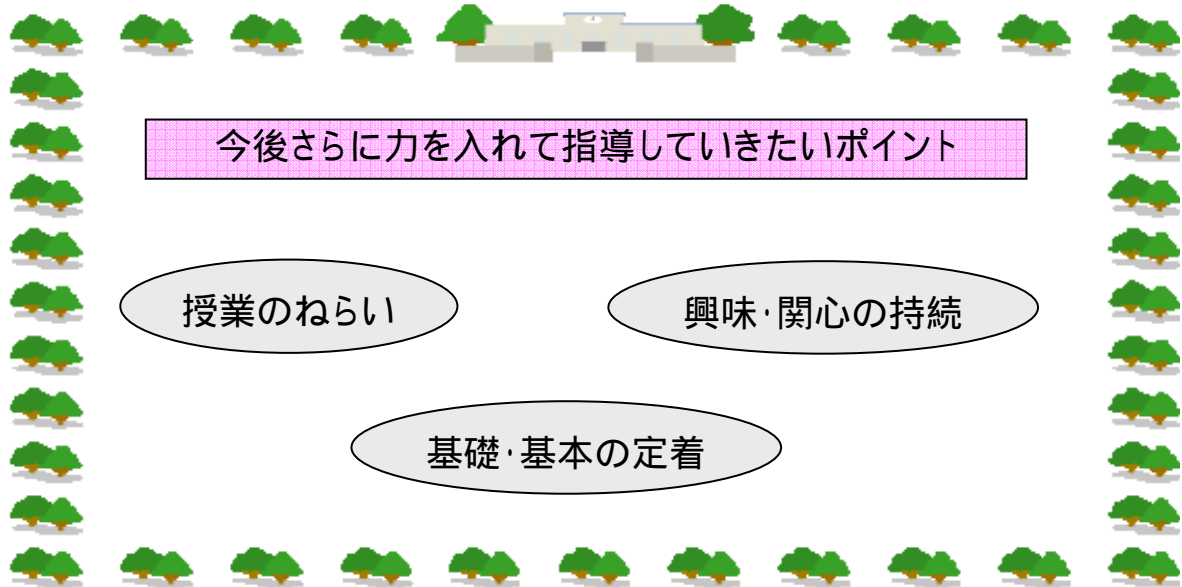 今後さらに力を入れて指導していきたいポイント
授業のねらい
興味・関心の持続
基礎・基本の定着